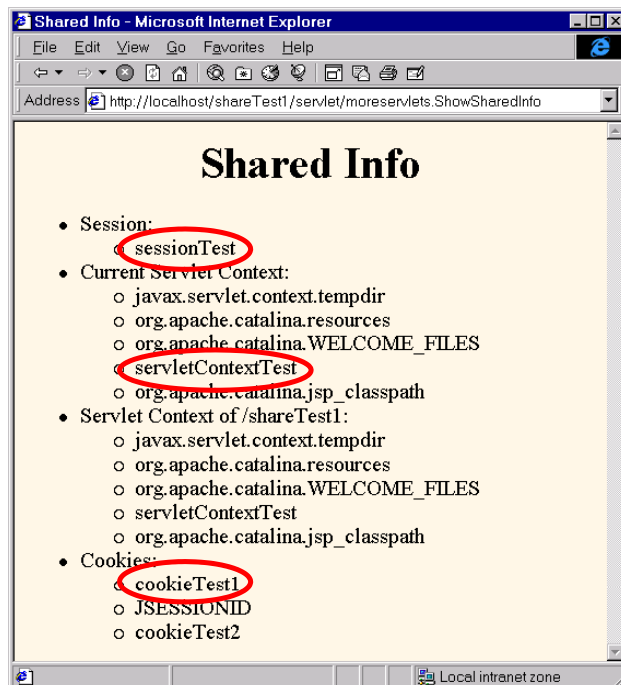 Shared Info - Microsoft Internet Explorer
File Edit View Go Favorites Help
Address http://localhost/shareTest1/servlet/moreservlets.ShowSharedInfo
Shared Info
Session:
sessionTest
Current Servlet Context:
javax.servlet.context.tempdir
org.apache.catalina.resources
org.apache.catalina.WELCOME_FILES
servletContextTest
org.apache.catalina.jsp_classpath
Servlet Context of /shareTest1:
javax.servlet.context.tempdir
org.apache.catalina.resources
org.apache.catalina.WELCOME_FILES
servletContextTest
org.apache.catalina.jsp_classpath
Cookies:
cookieTest1
JSESSIONID
cookieTest2
Local intranet zone